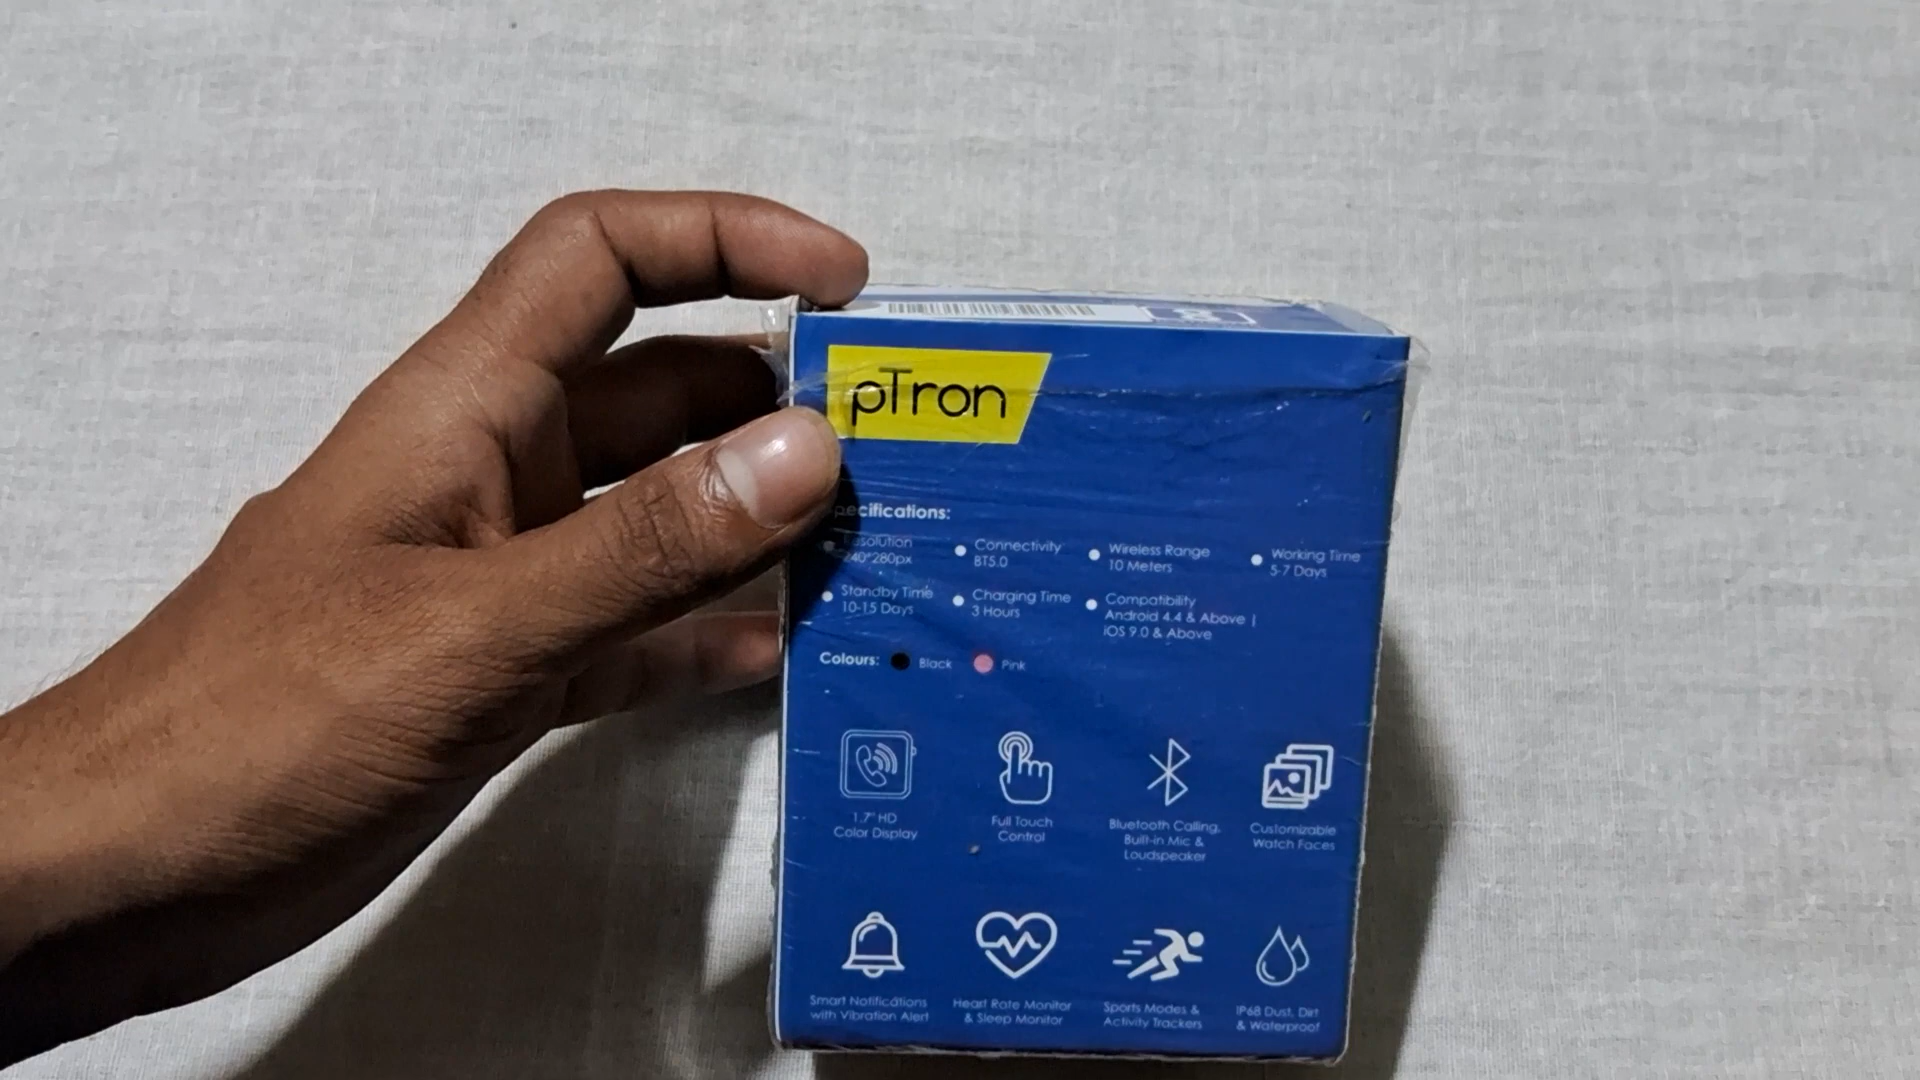 pTron
pecifications:
esolution
240*280px
Connectivity
BT5.0
Wireless Range
10 Meters
Working Time
5-7 Days
Standby Time
10-15 Days
Charging Time
3 Hours
Compatibility
Android 4.4 & Above |
iOS 9.0 & Above
Colours: Black Pink
1.7" HD
Color Display
Full Touch
Control
Bluetooth Calling,
Built-in Mic &
Loudspeaker
Customizable
Watch Faces
Smart Notifications
with Vibration Alert
Heart Rate Monitor
& Sleep Monitor
Sports Modes &
Activity Trackers
IP68 Dust, Dirt
& Waterproof